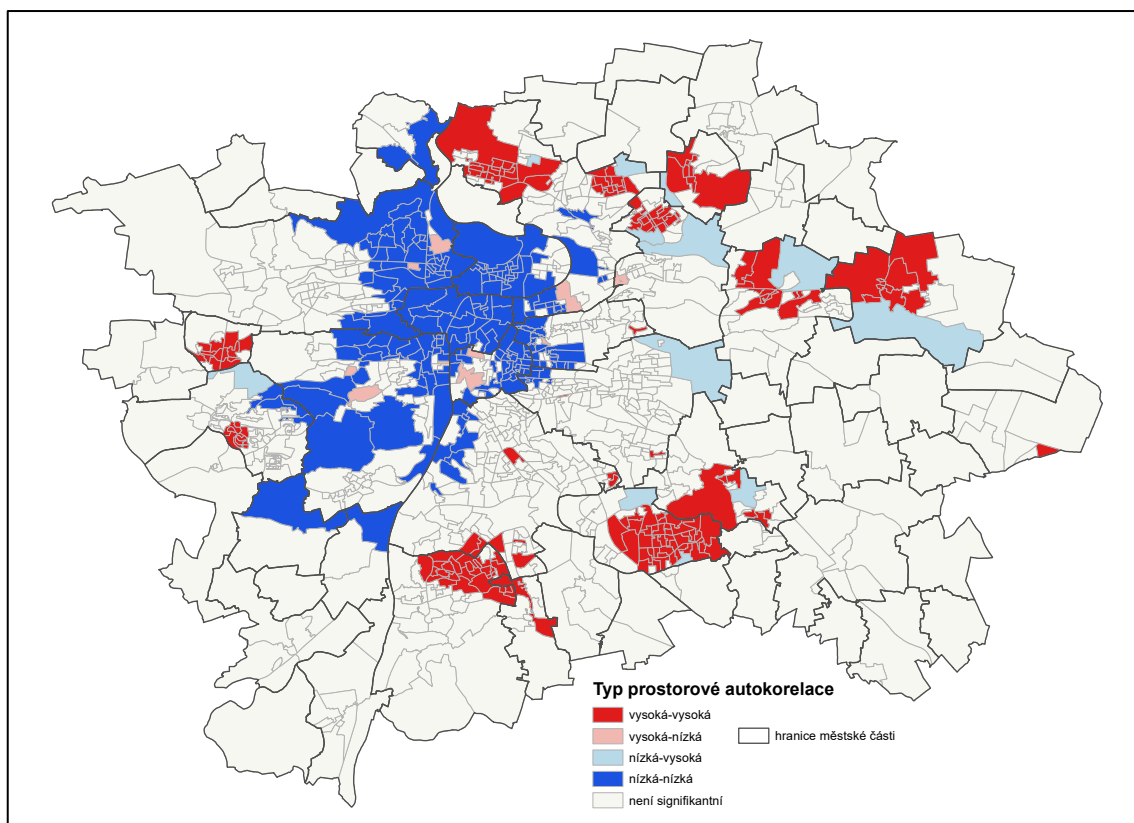 Typ prostorové autokorelace
vysoká-vysoká
vysoká-nízká
nízká-vysoká
nízká-nízká
není signifikantní
hranice městské části